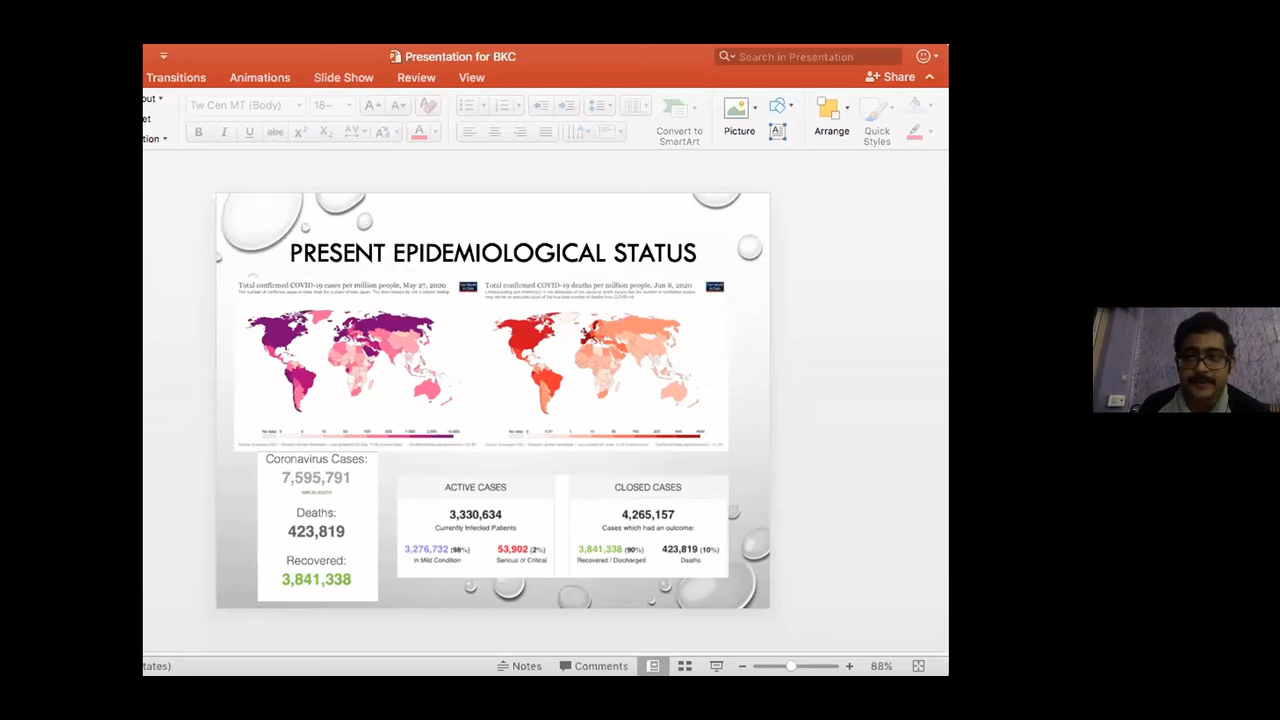 Presentation for BKC
Search in Presentation
Transitions
Animations
Slide Show
Review
View
Share
Tw Cen MT (Body)
18
Convert to
SmartArt
Picture
Arrange
Quick
Styles
PRESENT EPIDEMIOLOGICAL STATUS
Total confirmed COVID-19 cases per million people, May 27, 2020
Total confirmed COVID-19 deaths per million people, Jun 8, 2020
Coronavirus Cases:
7,595,791
Deaths:
423,819
Recovered:
3,841,338
ACTIVE CASES
3,330,634
Currently Infected Patients
3,276,732 (98%)
in Mild Condition
53,902 (2%)
Serious or Critical
CLOSED CASES
4,265,157
Cases which had an outcome:
3,841,338 (90%)
Recovered / Discharged
423,819 (10%)
Deaths
Notes
Comments
88%